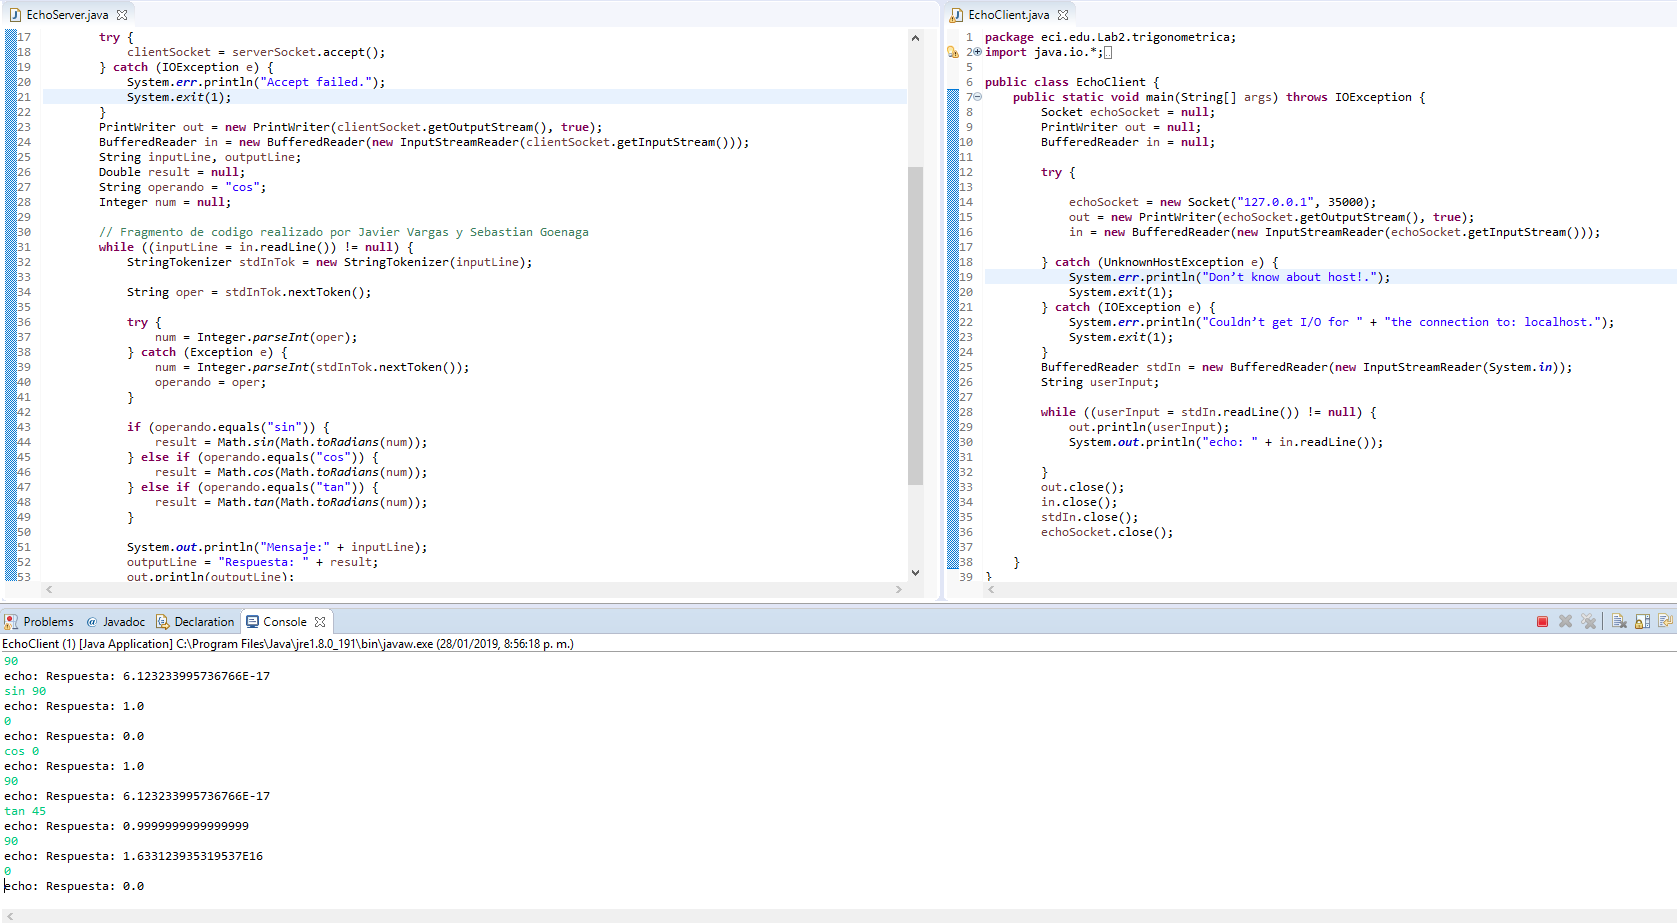 EchoServer.java
17 try {
18 clientSocket = serverSocket.accept();
19 } catch (IOException e) {
20 System.err.println("Accept failed.");
21 System.exit(1);
22 }
23 PrintWriter out = new PrintWriter(clientSocket.getOutputStream(), true);
24 BufferedReader in = new BufferedReader(new InputStreamReader(clientSocket.getInputStream()));
25 String inputLine, outputLine;
26 Double result = null;
27 String operando = "cos";
28 Integer num = null;
29
30 // Fragmento de codigo realizado por Javier Vargas y Sebastian Goenaga
31 while ((inputLine = in.readLine()) != null) {
32 StringTokenizer stdInTok = new StringTokenizer(inputLine);
33
34 String oper = stdInTok.nextToken();
35
36 try {
37 num = Integer.parseInt(oper);
38 } catch (Exception e) {
39 num = Integer.parseInt(stdInTok.nextToken());
40 operando = oper;
41 }
42
43 if (operando.equals("sin")) {
44 result = Math.sin(Math.toRadians(num));
45 } else if (operando.equals("cos")) {
46 result = Math.cos(Math.toRadians(num));
47 } else if (operando.equals("tan")) {
48 result = Math.tan(Math.toRadians(num));
49 }
50
51 System.out.println("Mensaje:" + inputLine);
52 outputLine = "Respuesta: " + result;
53 out.println(outputLine);
EchoClient.java
1 package eci.edu.Lab2.trigonometrica;
2 import java.io.*;
5
6 public class EchoClient {
7 public static void main(String[] args) throws IOException {
8 Socket echoSocket = null;
9 PrintWriter out = null;
10 BufferedReader in = null;
11
12 try {
13
14 echoSocket = new Socket("127.0.0.1", 35000);
15 out = new PrintWriter(echoSocket.getOutputStream(), true);
16 in = new BufferedReader(new InputStreamReader(echoSocket.getInputStream()));
17
18 } catch (UnknownHostException e) {
19 System.err.println("Don’t know about host!.");
20 System.exit(1);
21 } catch (IOException e) {
22 System.err.println("Couldn’t get I/O for " + "the connection to: localhost.");
23 System.exit(1);
24 }
25 BufferedReader stdIn = new BufferedReader(new InputStreamReader(System.in));
26 String userInput;
27
28 while ((userInput = stdIn.readLine()) != null) {
29 out.println(userInput);
30 System.out.println("echo: " + in.readLine());
31
32 }
33 out.close();
34 in.close();
35 stdIn.close();
36 echoSocket.close();
37
38 }
39 }
Problems @ Javadoc Declaration Console
EchoClient (1) [Java Application] C:\Program Files\Java\jre1.8.0_191\bin\javaw.exe (28/01/2019, 8:56:18 p. m.)
90
echo: Respuesta: 6.123233995736766E-17
sin 90
echo: Respuesta: 1.0
0
echo: Respuesta: 0.0
cos 0
echo: Respuesta: 1.0
90
echo: Respuesta: 6.123233995736766E-17
tan 45
echo: Respuesta: 0.9999999999999999
90
echo: Respuesta: 1.633123935319537E16
0
echo: Respuesta: 0.0